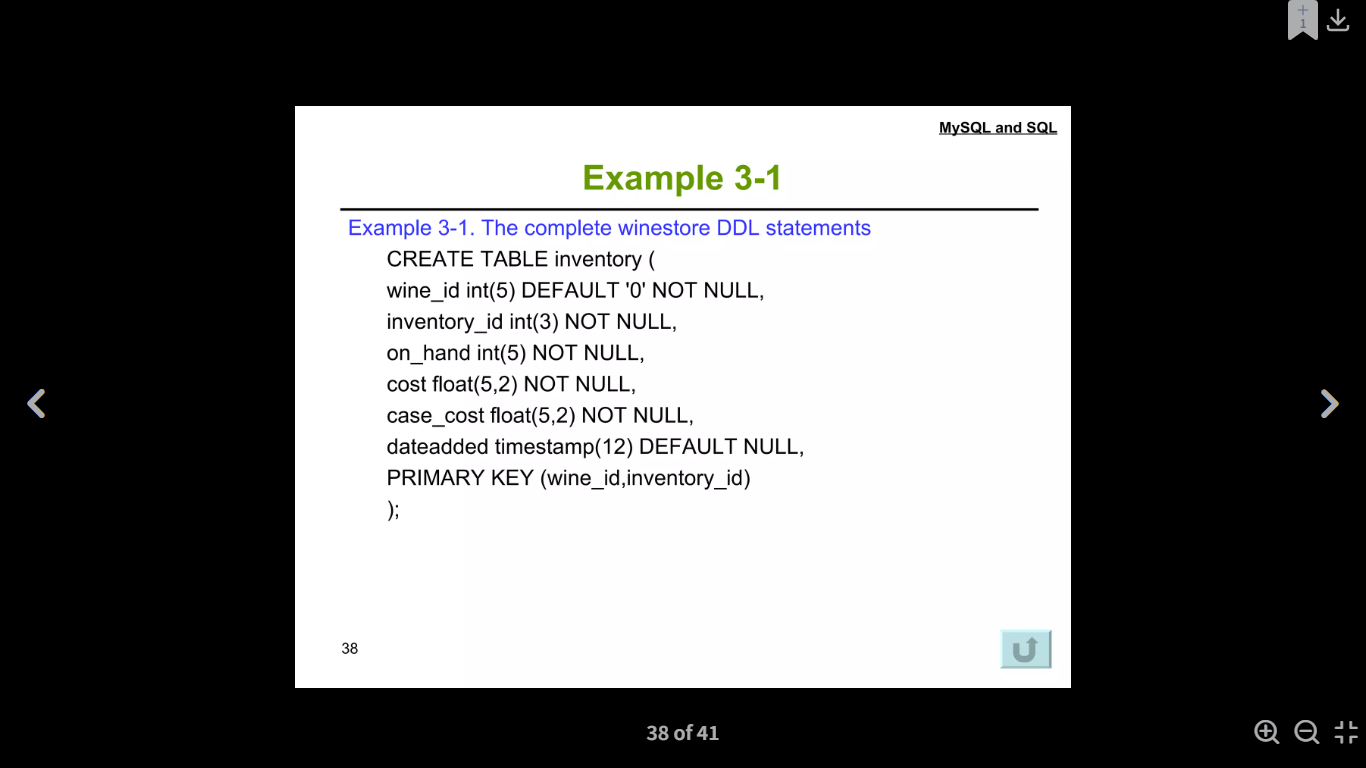 +
1
MySQL and SQL
Example 3-1
Example 3-1. The complete winestore DDL statements
CREATE TABLE inventory (
wine_id int(5) DEFAULT '0' NOT NULL,
inventory_id int(3) NOT NULL,
on_hand int(5) NOT NULL,
cost float(5,2) NOT NULL,
case_cost float(5,2) NOT NULL,
dateadded timestamp(12) DEFAULT NULL,
PRIMARY KEY (wine_id,inventory_id)
);
38
38 of 41